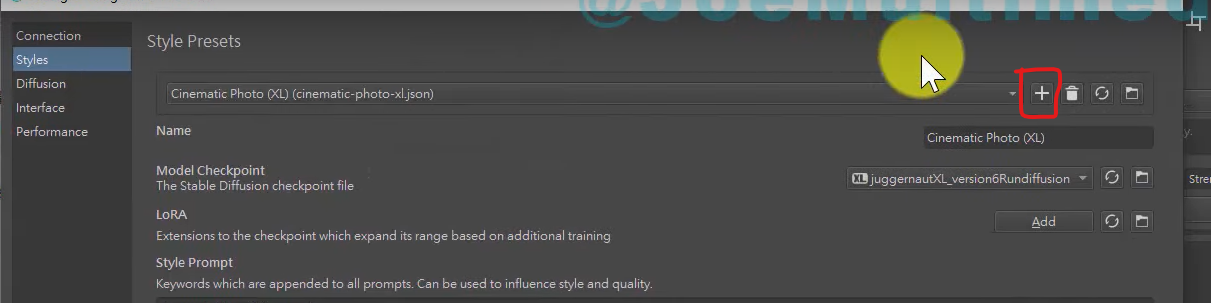 Connection
Styles
Diffusion
Interface
Performance
Style Presets
Cinematic Photo (XL) (cinematic-photo-xl.json)
Name
Cinematic Photo (XL)
Model Checkpoint
The Stable Diffusion checkpoint file
XL juggernautXL_version6Rundiffusion
LoRA
Extensions to the checkpoint which expand its range based on additional training
Add
Style Prompt
Keywords which are appended to all prompts. Can be used to influence style and quality.